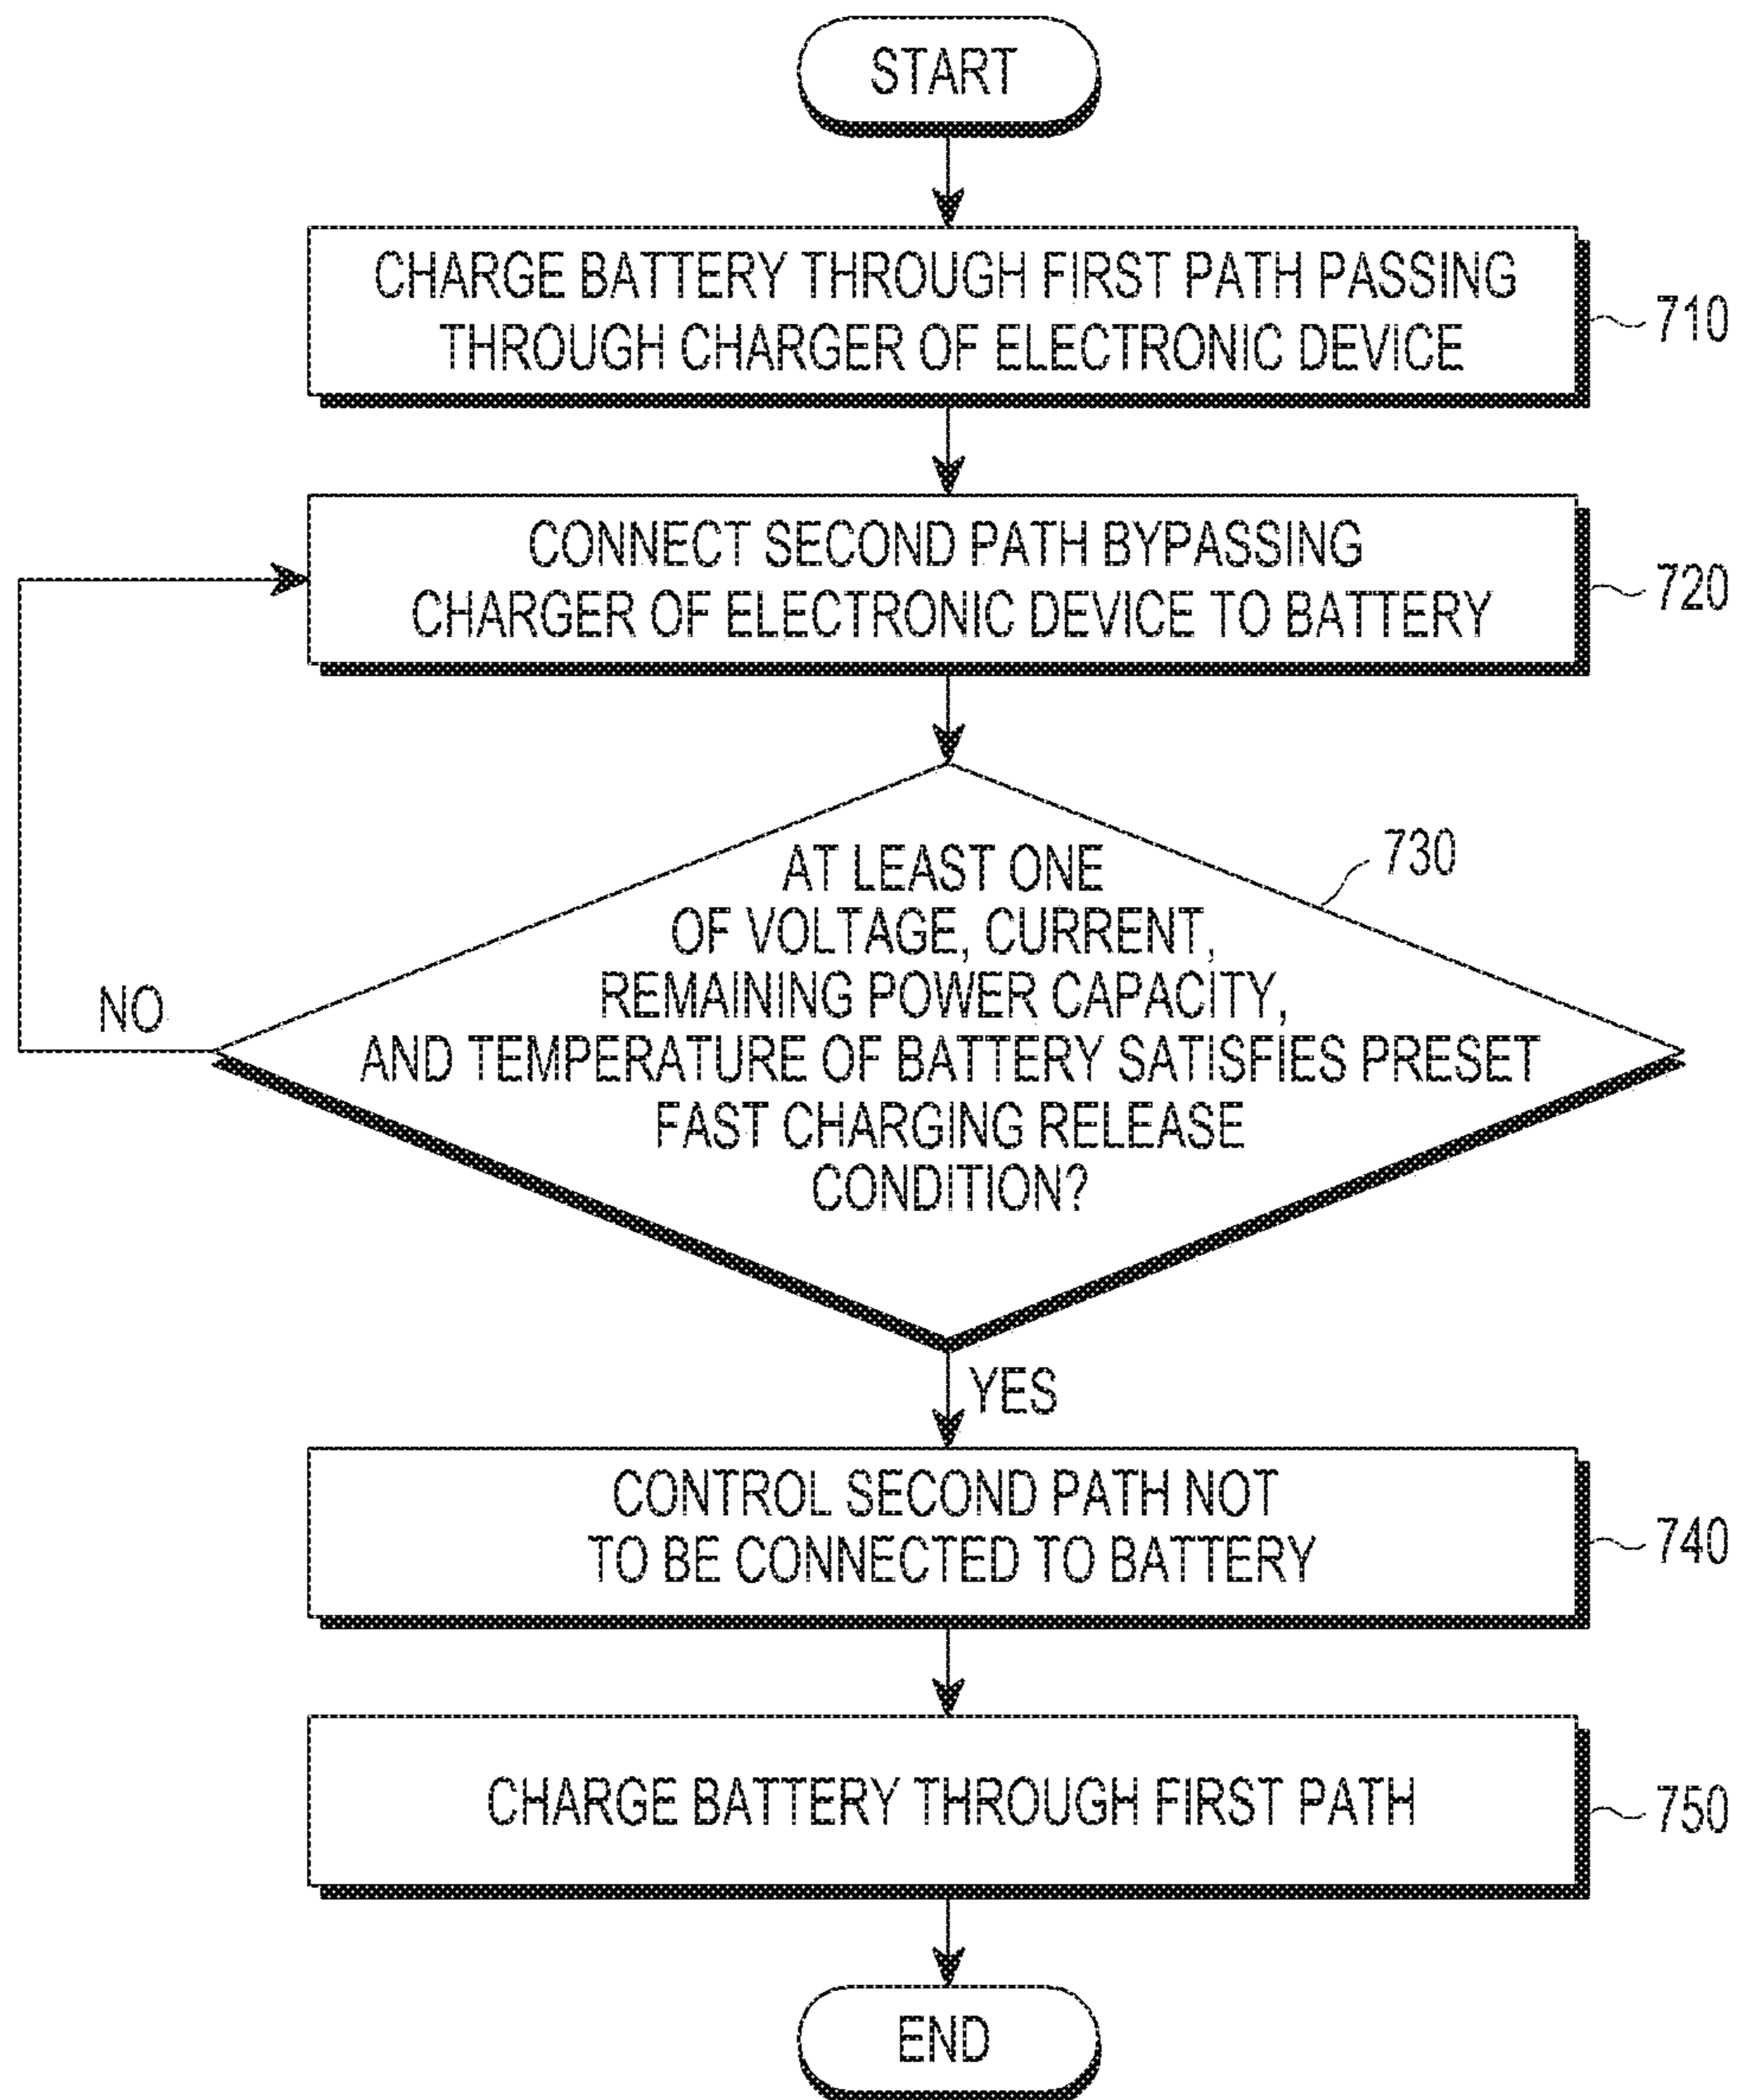 START
CHARGE BATTERY THROUGH FIRST PATH PASSING
THROUGH CHARGER OF ELECTRONIC DEVICE
710
CONNECT SECOND PATH BYPASSING
CHARGER OF ELECTRONIC DEVICE TO BATTERY
720
730
AT LEAST ONE
OF VOLTAGE, CURRENT,
REMAINING POWER CAPACITY,
AND TEMPERATURE OF BATTERY SATISFIES PRESET
FAST CHARGING RELEASE
CONDITION?
NO
YES
CONTROL SECOND PATH NOT
TO BE CONNECTED TO BATTERY
740
CHARGE BATTERY THROUGH FIRST PATH
750
END